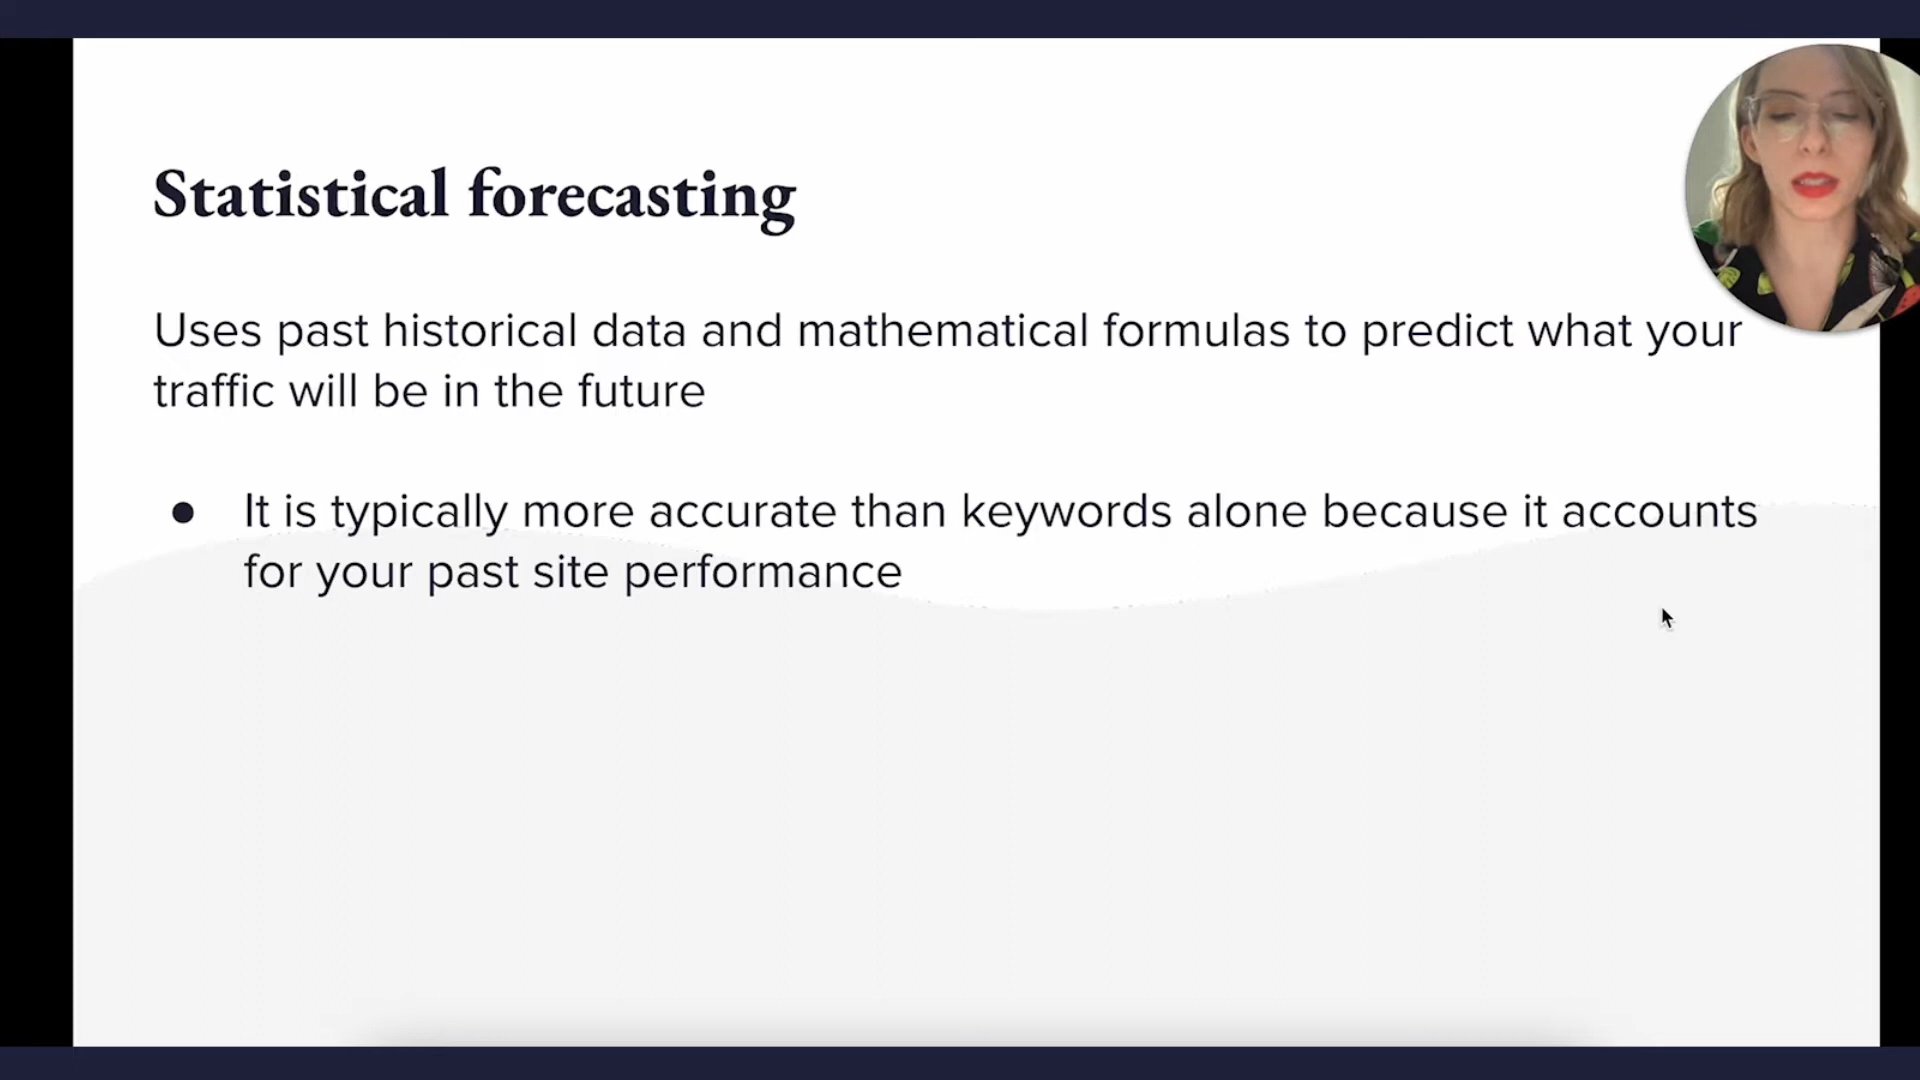 Statistical forecasting
Uses past historical data and mathematical formulas to predict what your
traffic will be in the future
● It is typically more accurate than keywords alone because it accounts
for your past site performance